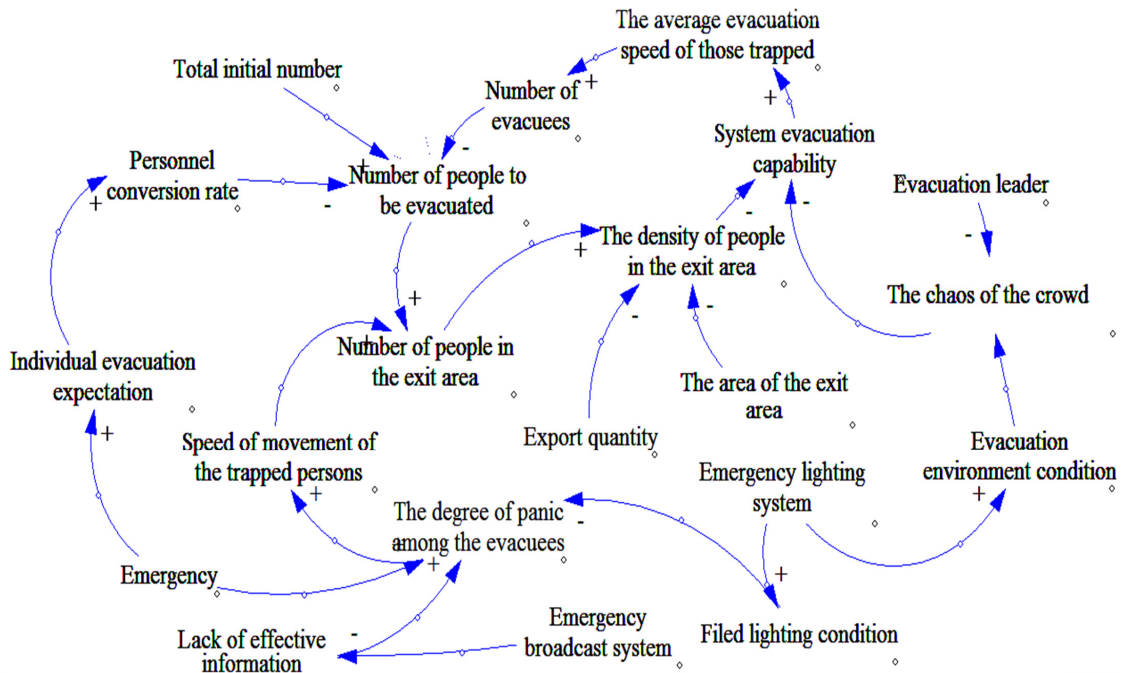 The average evacuation
speed of those trapped
Total initial number
Number of
evacuees
System evacuation
capability
Personnel
conversion rate
Number of people to
be evacuated
Evacuation leader
The density of people
in the exit area
The chaos of the crowd
Number of people in
the exit area
Individual evacuation
expectation
The area of the exit
area
Speed of movement of
the trapped persons
Export quantity
Evacuation
environment condition
Emergency lighting
system
The degree of panic
among the evacuees
Emergency
Lack of effective
information
Emergency
broadcast system
Filed lighting condition